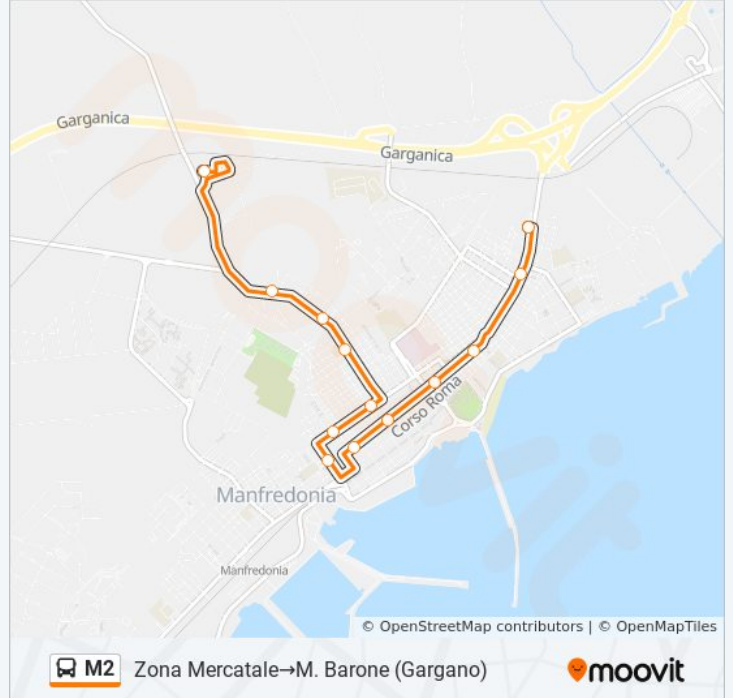 Garganica
Garganica
Corso Roma
Manfredonia
Manfredonia
© OpenStreetMap contributors | © OpenMapTiles
M2 Zona Mercatale→M. Barone (Gargano) moovit